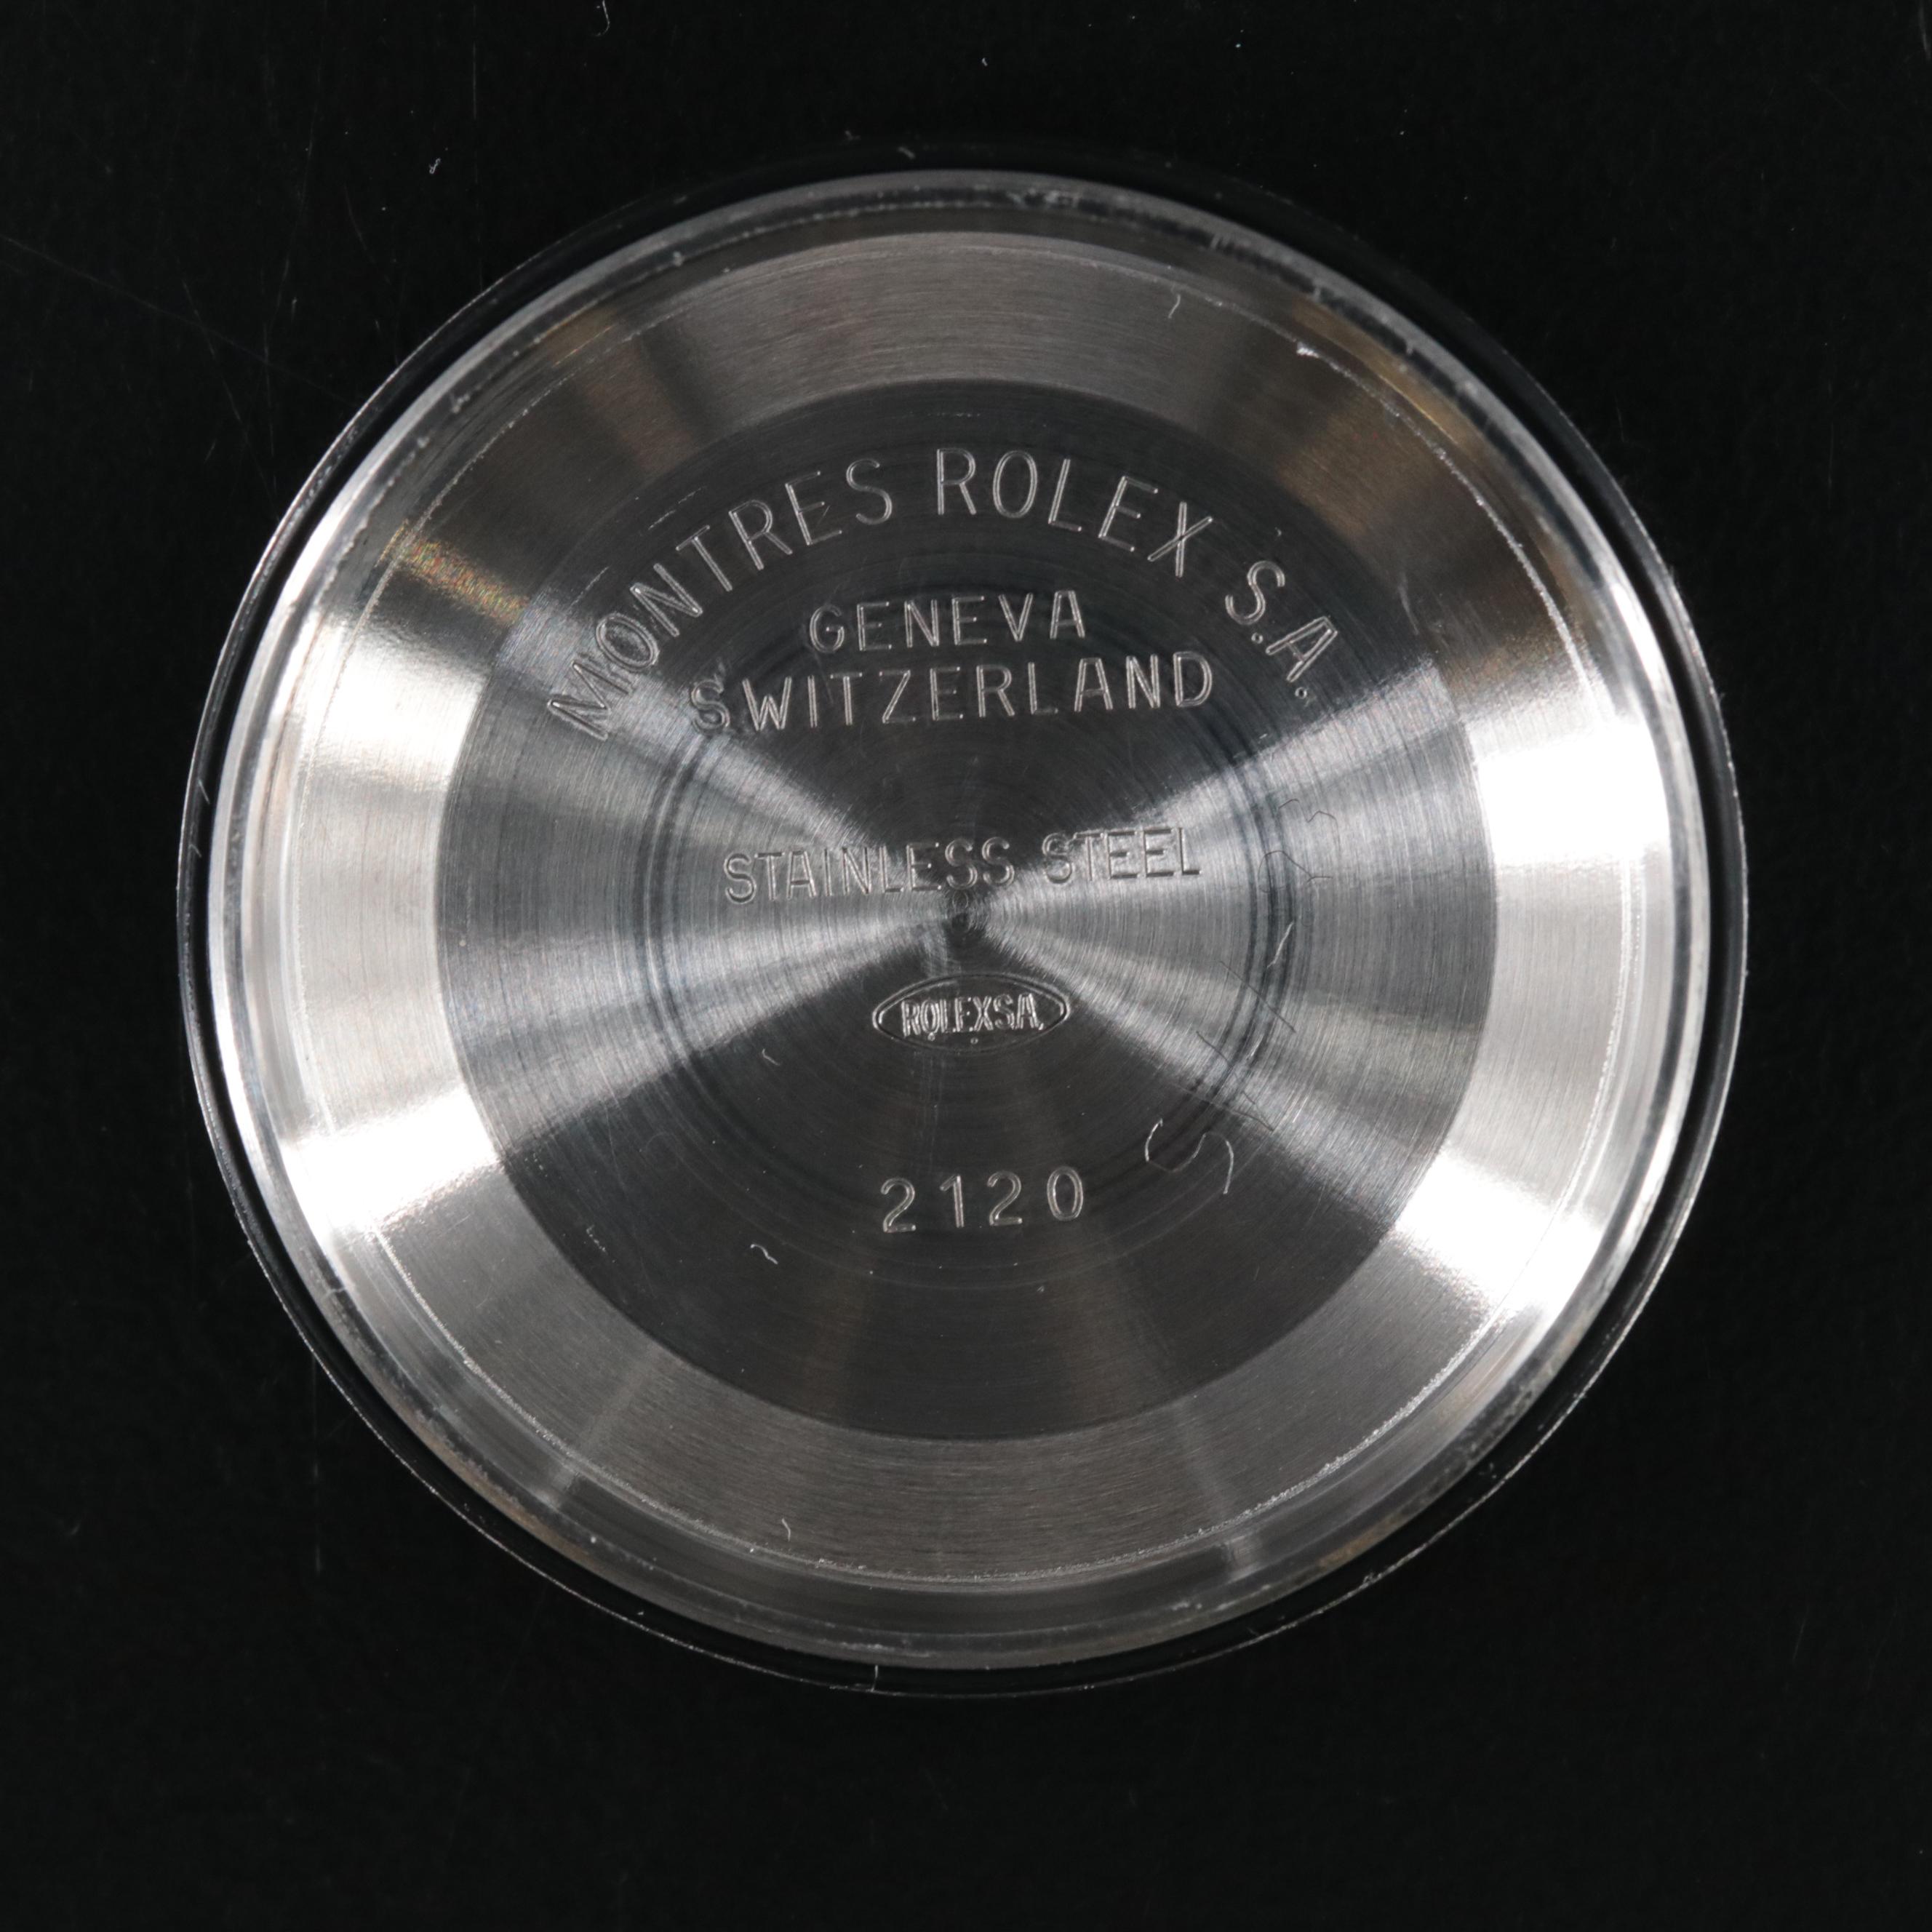 MONTRES ROLEX S.A.
GENEVA
SWITZERLAND
STAINLESS STEEL
ROLEXSA
2120